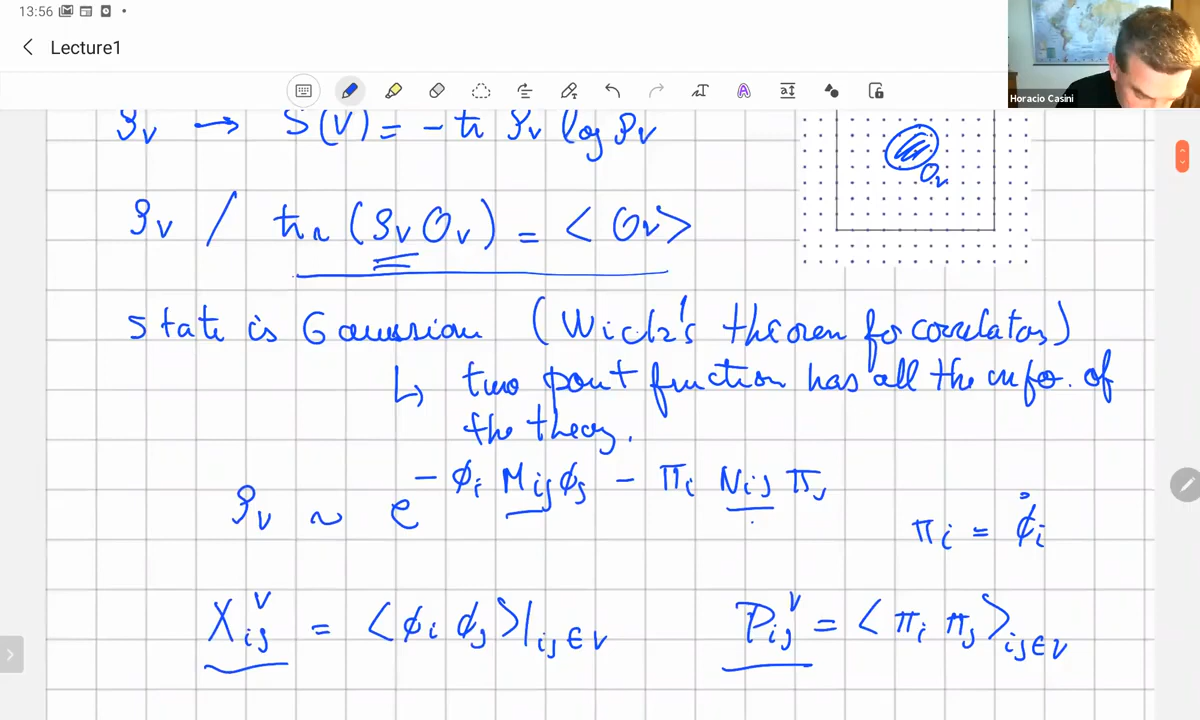 13:56
Lecture1
Horacio Casini
ρ_V → S(V) = - tr ρ_V log ρ_V
O_V
ρ_V / tr (ρ_V O_V) = < O_V >
State is Gaussian (Wick's theorem for correlators)
↳ two point function has all the info. of
the theory.
ρ_V ~ e^{- ϕ_i M_ij ϕ_j - π_i N_ij π_j}
π_i = ϕ̇_i
X_ij^V = < ϕ_i ϕ_j >|_{ij ∈ V} P_ij^V = < π_i π_j >_{ij ∈ V}